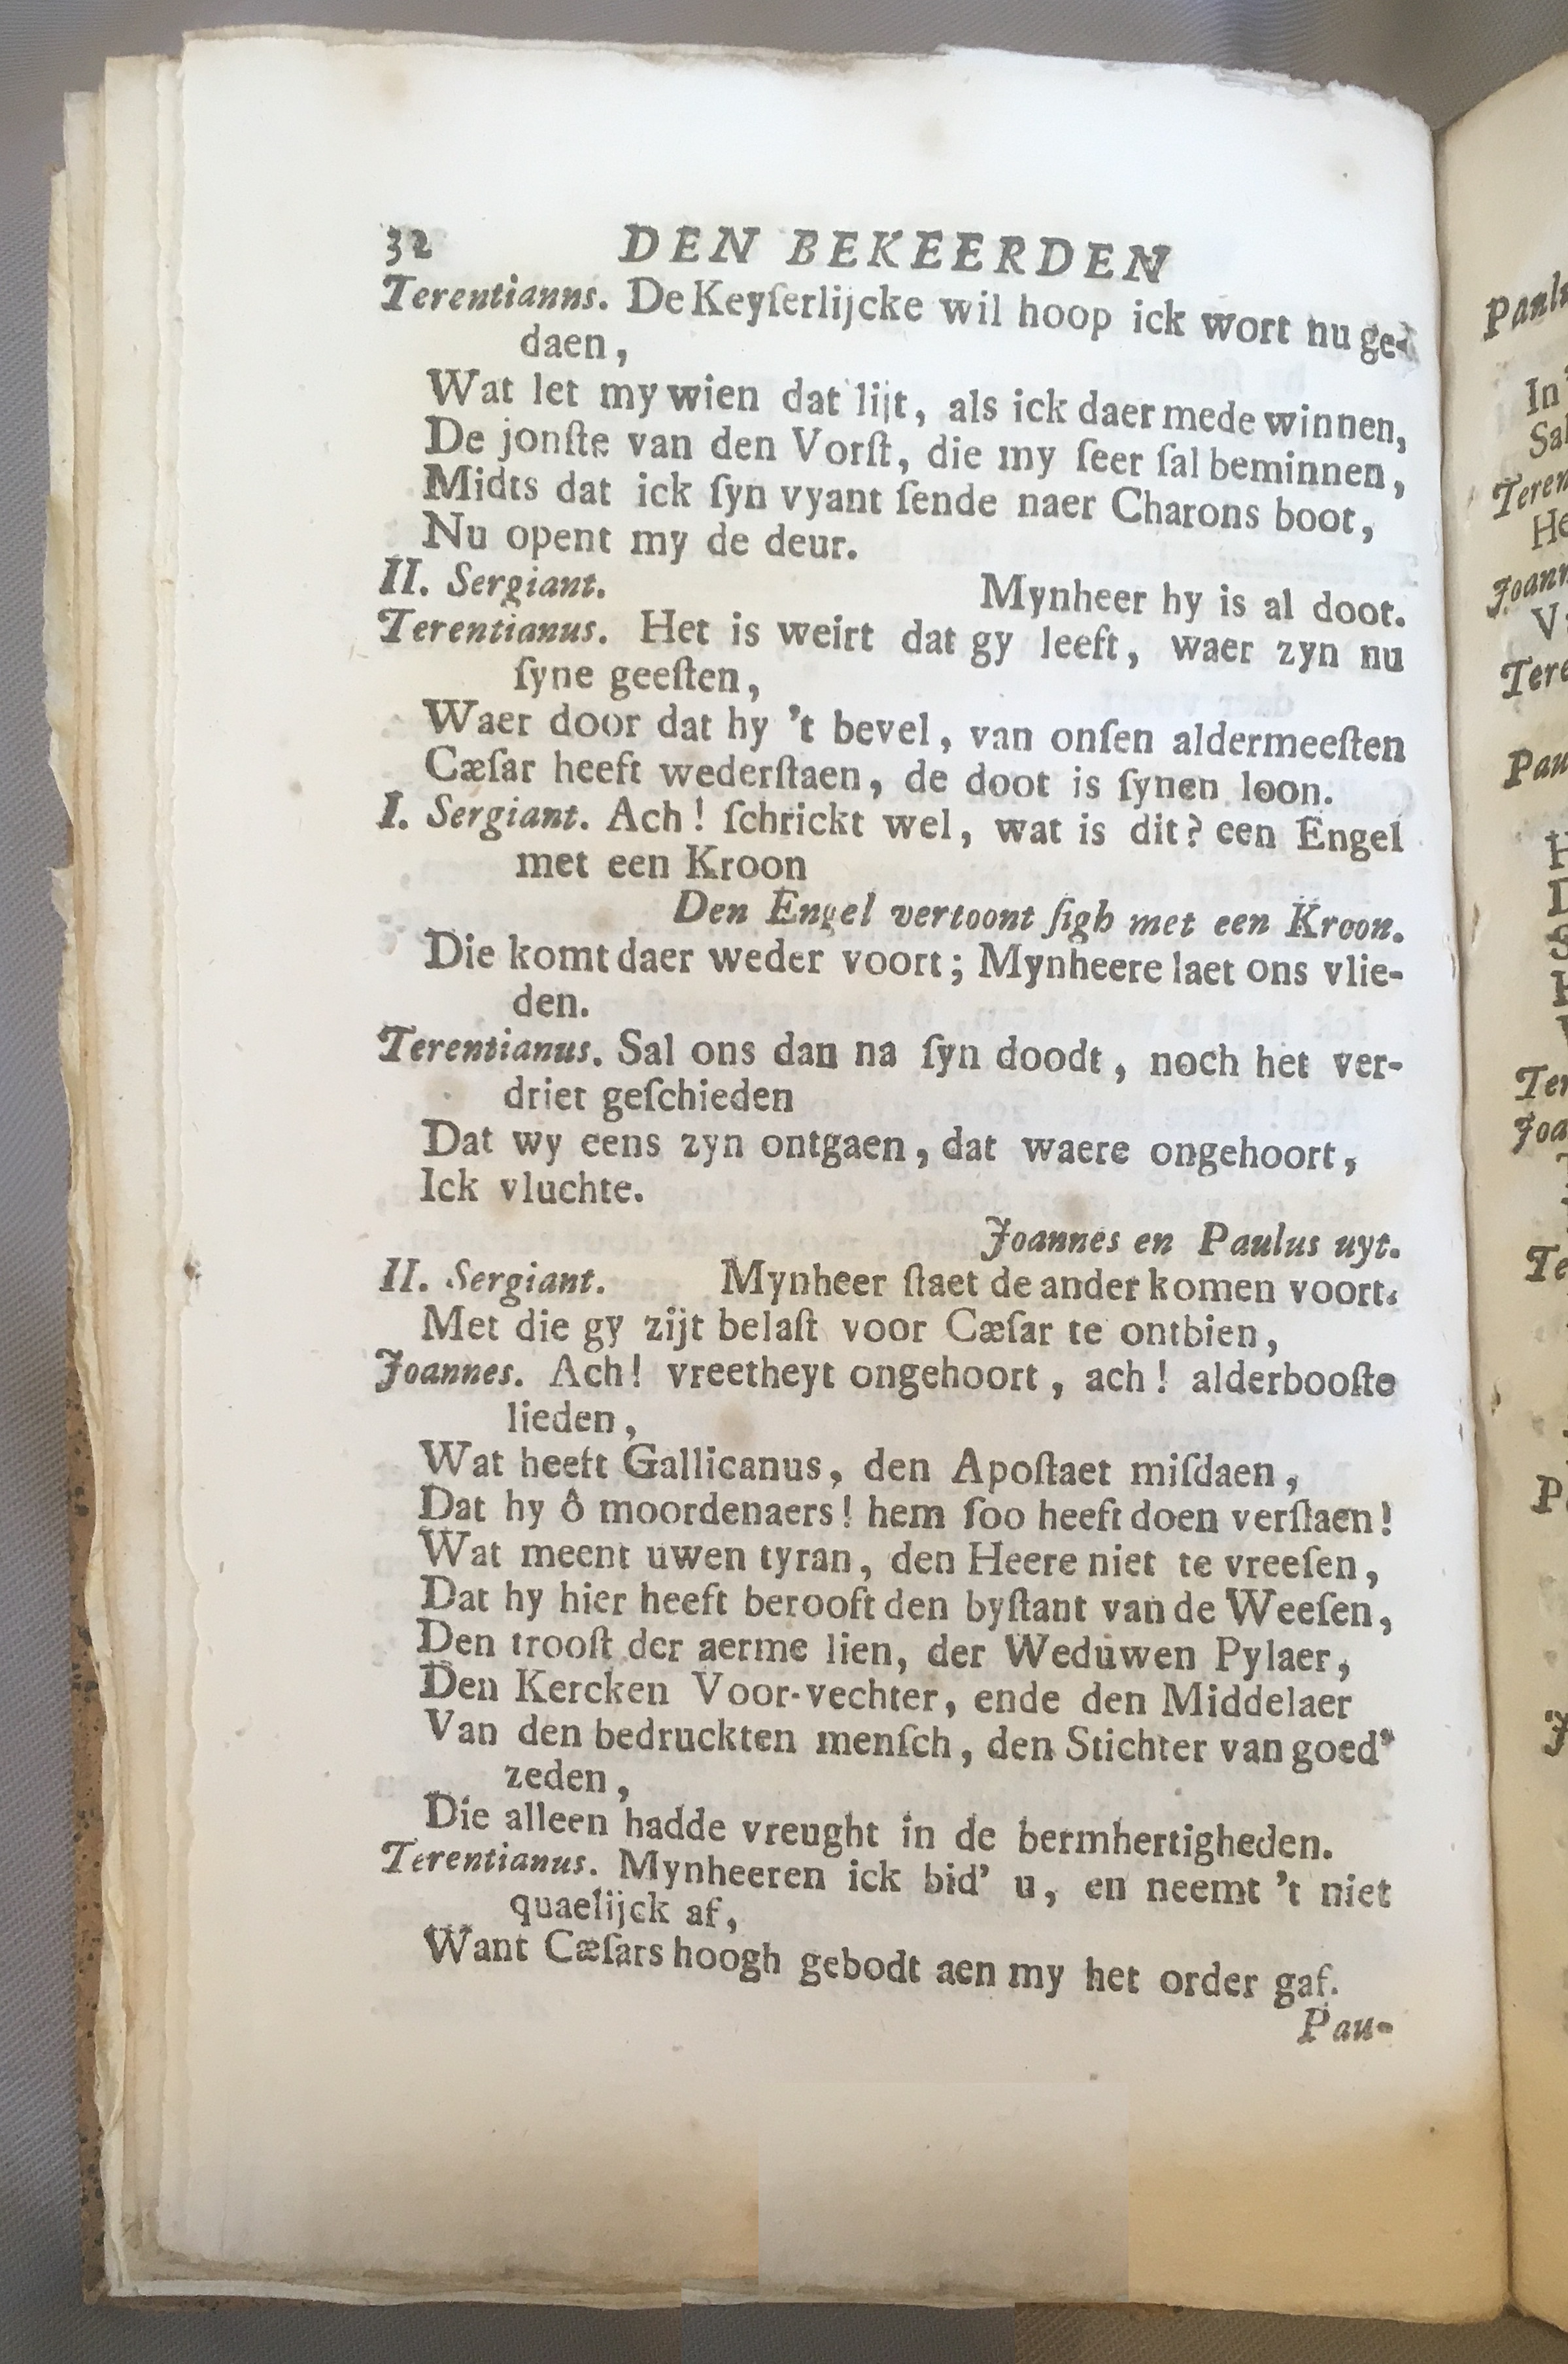 32 DEN BEKEERDEN
Terentianns. De Keyſerlijcke wil hoop ick wort nu ge-
daen,
Wat let my wien dat lijt, als ick daer mede winnen,
De jonſte van den Vorſt, die my ſeer ſal beminnen,
Midts dat ick ſyn vyant ſende naer Charons boot,
Nu opent my de deur.
II. Sergiant. Mynheer hy is al doot.
Terentianus. Het is weirt dat gy leeft, waer zyn nu
ſyne geeſten,
Waer door dat hy 't bevel, van onſen aldermeeſten
Cæſar heeft wederſtaen, de doot is ſynen loon.
I. Sergiant. Ach! ſchrickt wel, wat is dit? een Engel
met een Kroon
Den Engel vertoont ſigh met een Kroon.
Die komt daer weder voort; Mynheere laet ons vlie-
den.
Terentianus. Sal ons dan na ſyn doodt, noch het ver-
driet geſchieden
Dat wy eens zyn ontgaen, dat waere ongehoort,
Ick vluchte.
Joannes en Paulus uyt.
II. Sergiant. Mynheer ſtaet de ander komen voort.
Met die gy zijt belaſt voor Cæſar te ontbien,
Joannes. Ach! vreetheyt ongehoort, ach! alderbooſte
lieden,
Wat heeft Gallicanus, den Apoſtaet miſdaen,
Dat hy ô moordenaers! hem ſoo heeft doen verſlaen!
Wat meent uwen tyran, den Heere niet te vreeſen,
Dat hy hier heeft berooft den byſtant van de Weeſen,
Den trooſt der aerme lien, der Weduwen Pylaer,
Den Kercken Voor-vechter, ende den Middelaer
Van den bedruckten menſch, den Stichter van goed'
zeden,
Die alleen hadde vreught in de bermhertigheden.
Terentianus. Mynheeren ick bid' u, en neemt 't niet
quaelijck af,
Want Cæſars hoogh gebodt aen my het order gaf.
Pau-